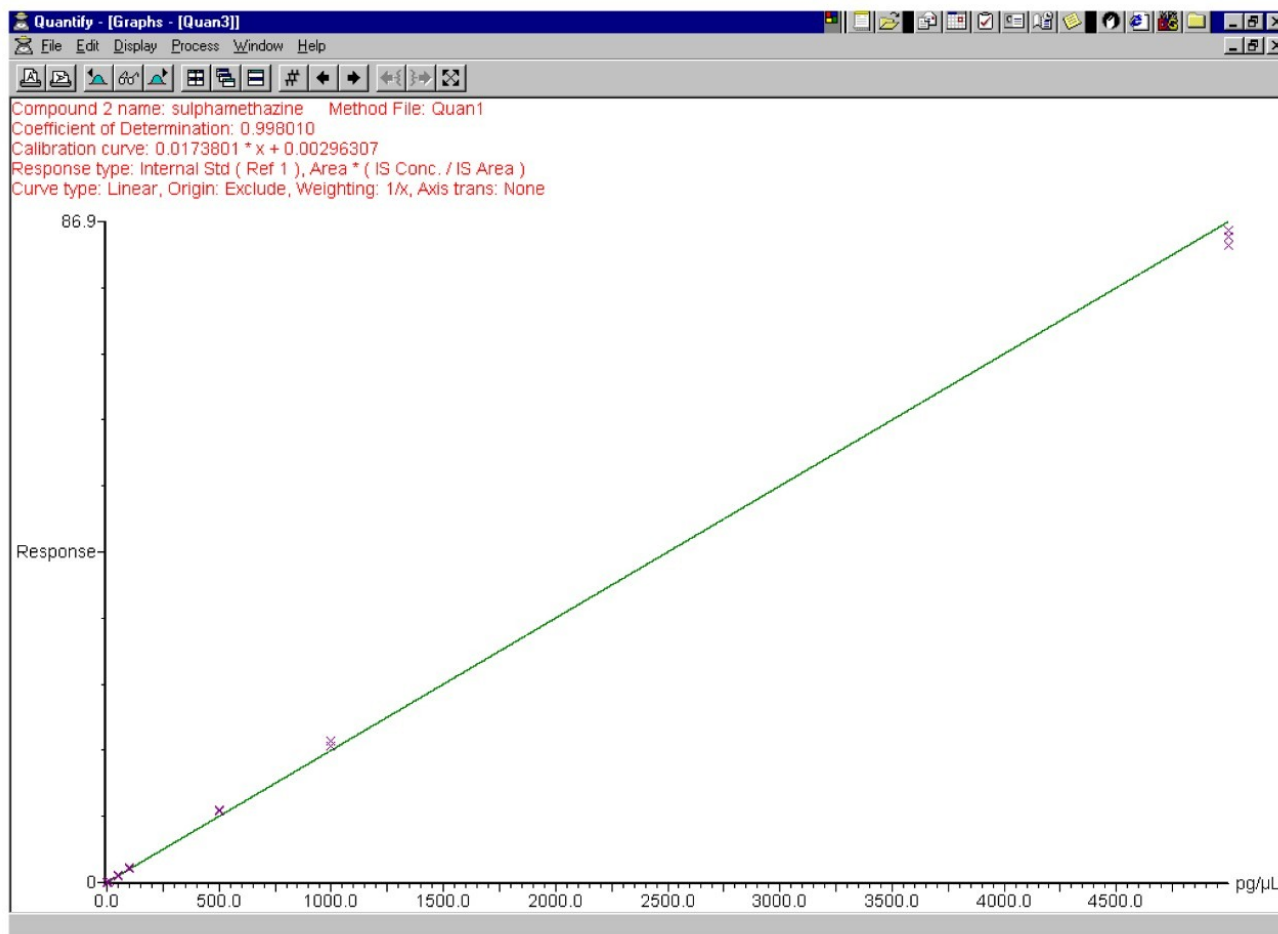 Quantify - [Graphs - [Quan3]]
File Edit Display Process Window Help
Compound 2 name: sulphamethazine Method File: Quan1
Coefficient of Determination: 0.998010
Calibration curve: 0.0173801 * x + 0.00296307
Response type: Internal Std ( Ref 1 ), Area * ( IS Conc. / IS Area )
Curve type: Linear, Origin: Exclude, Weighting: 1/x, Axis trans: None
86.9
Response
0
pg/µL
0.0 500.0 1000.0 1500.0 2000.0 2500.0 3000.0 3500.0 4000.0 4500.0